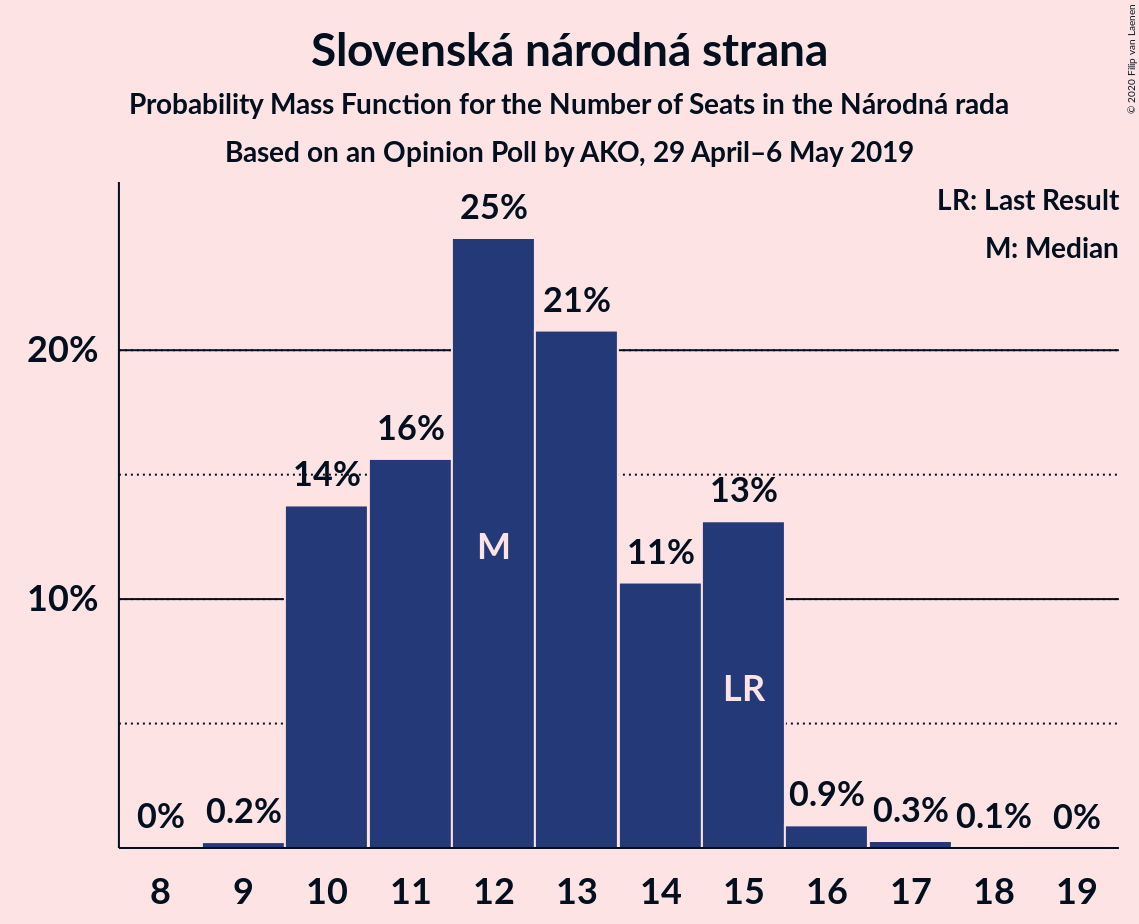 Slovenská národná strana
Probability Mass Function for the Number of Seats in the Národná rada
Based on an Opinion Poll by AKO, 29 April–6 May 2019
© 2020 Filip van Laenen
LR: Last Result
M: Median
25%
21%
20%
16%
14%
13%
11%
10%
M
LR
0%
0.2%
0.9%
0.3%
0.1%
0%
8 9 10 11 12 13 14 15 16 17 18 19